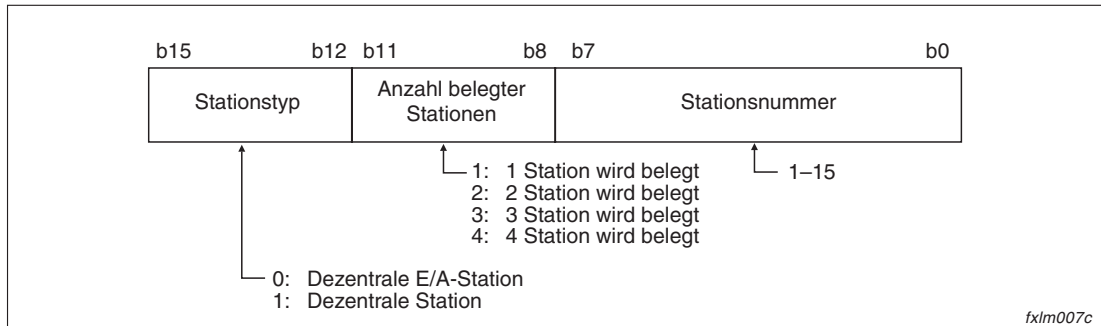 b15 b12 b11 b8 b7 b0
Stationstyp
Anzahl belegter
Stationen
Stationsnummer
1: 1 Station wird belegt
2: 2 Station wird belegt
3: 3 Station wird belegt
4: 4 Station wird belegt
1–15
0: Dezentrale E/A-Station
1: Dezentrale Station
fxlm007c